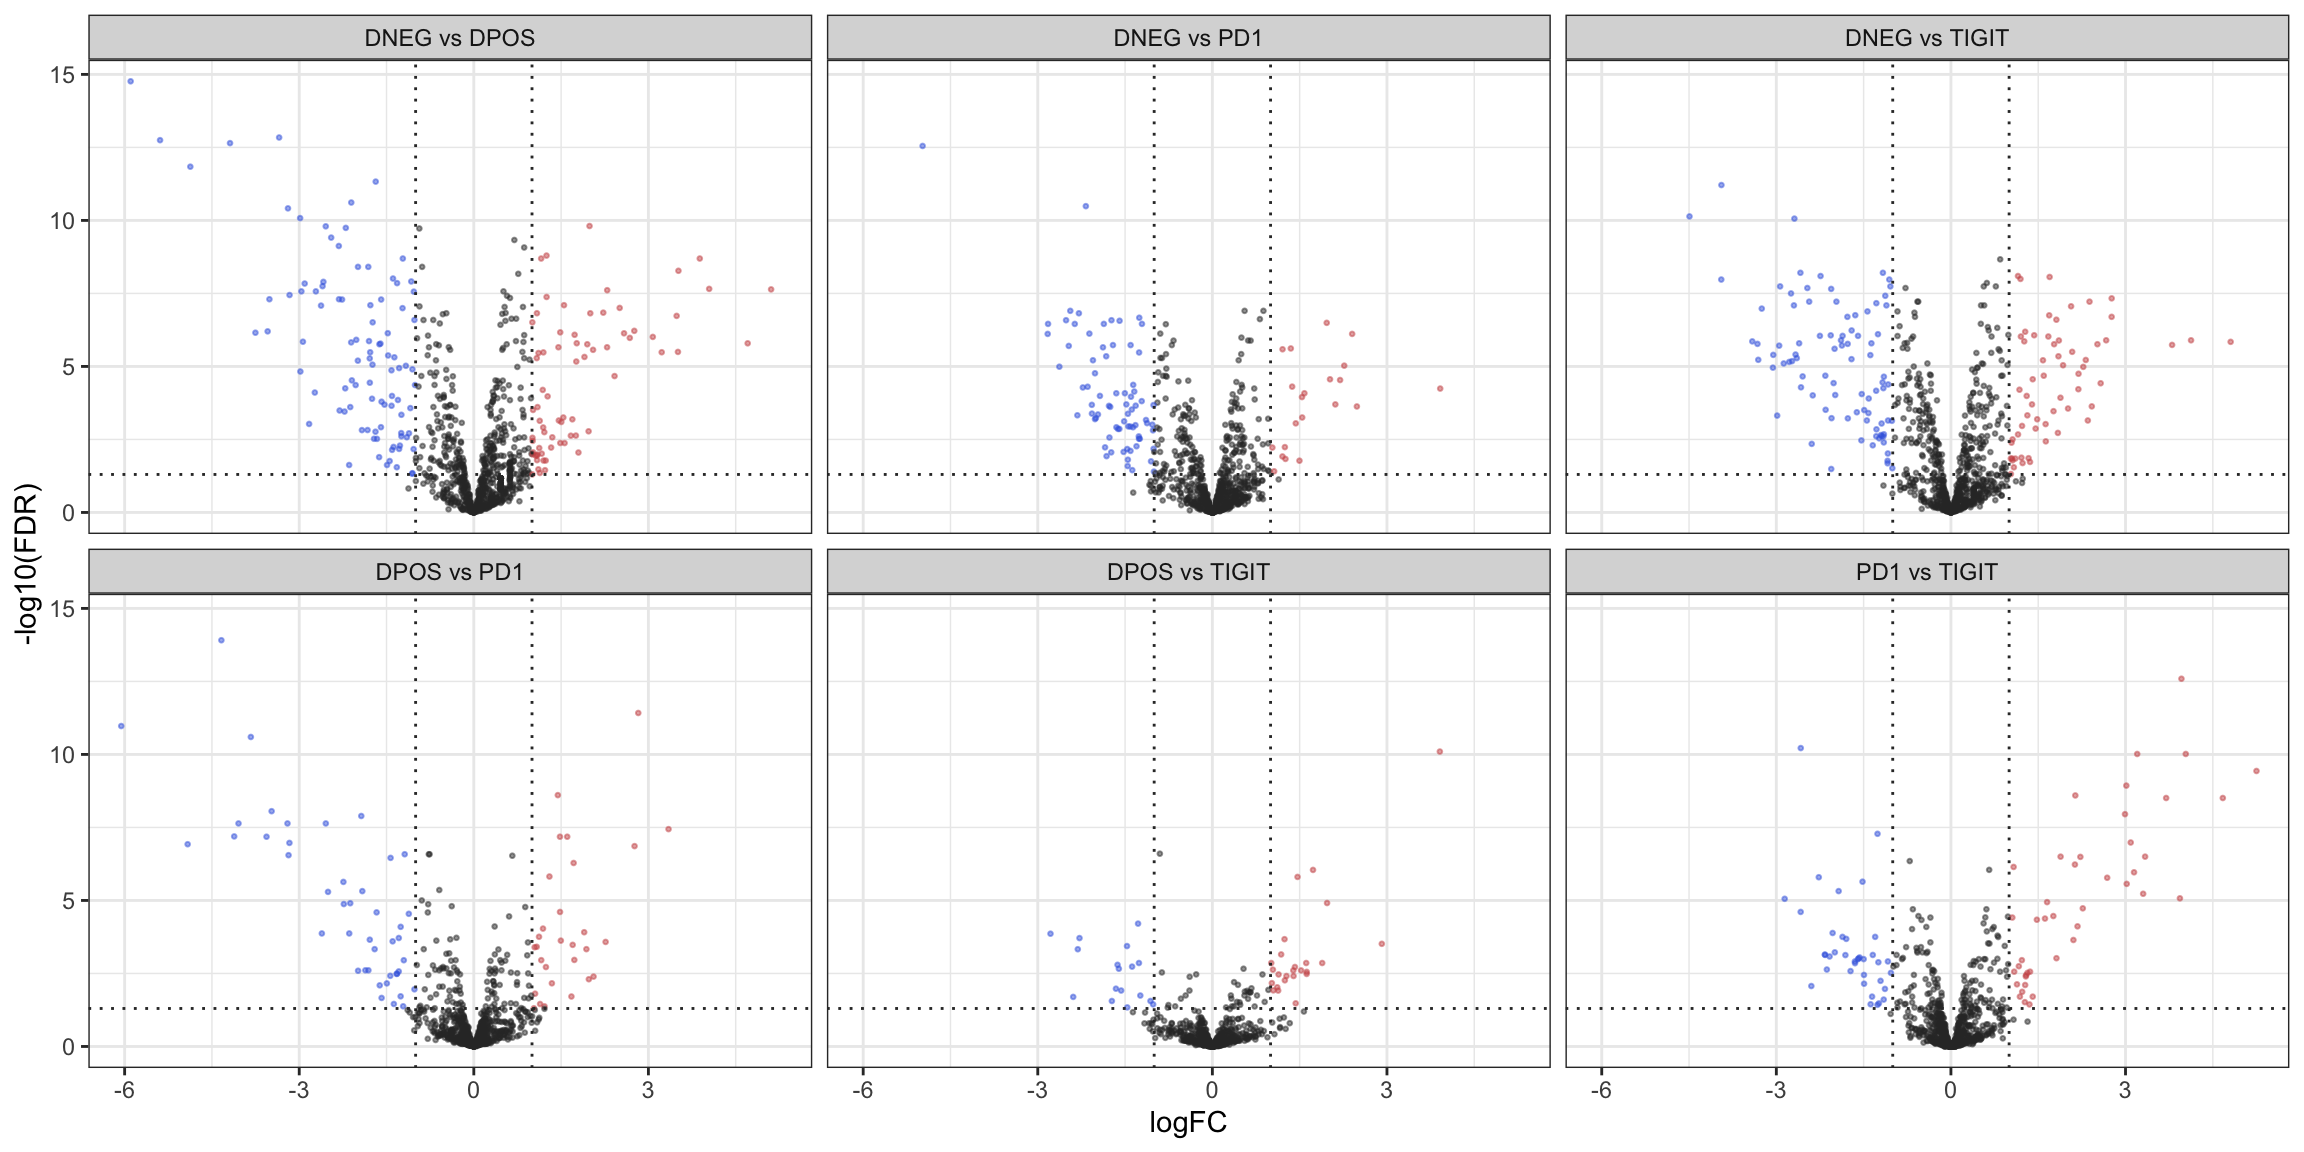 DNEG vs DPOS
DNEG vs PD1
DNEG vs TIGIT
15
10
5
0
DPOS vs PD1
DPOS vs TIGIT
PD1 vs TIGIT
15
10
5
0
-log10(FDR)
-6 -3 0 3
-6 -3 0 3
-6 -3 0 3
logFC